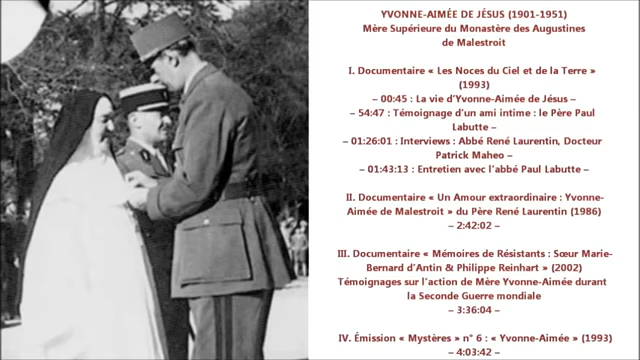 YVONNE-AIMÉE DE JÉSUS (1901-1951)
Mère Supérieure du Monastère des Augustines
de Malestroit
I. Documentaire « Les Noces du Ciel et de la Terre »
(1993)
– 00:45 : La vie d'Yvonne-Aimée de Jésus –
– 54:47 : Témoignage d'un ami intime : le Père Paul
Labutte –
– 01:26:01 : Interviews : Abbé René Laurentin, Docteur
Patrick Maheo –
– 01:43:13 : Entretien avec l'abbé Paul Labutte –
II. Documentaire « Un Amour extraordinaire : Yvonne-
Aimée de Malestroit » du Père René Laurentin (1986)
– 2:42:02 –
III. Documentaire « Mémoires de Résistants : Sœur Marie-
Bernard d'Antin & Philippe Reinhart » (2002)
Témoignages sur l'action de Mère Yvonne-Aimée durant
la Seconde Guerre mondiale
– 3:36:04 –
IV. Émission « Mystères » n° 6 : « Yvonne-Aimée » (1993)
– 4:03:42 –